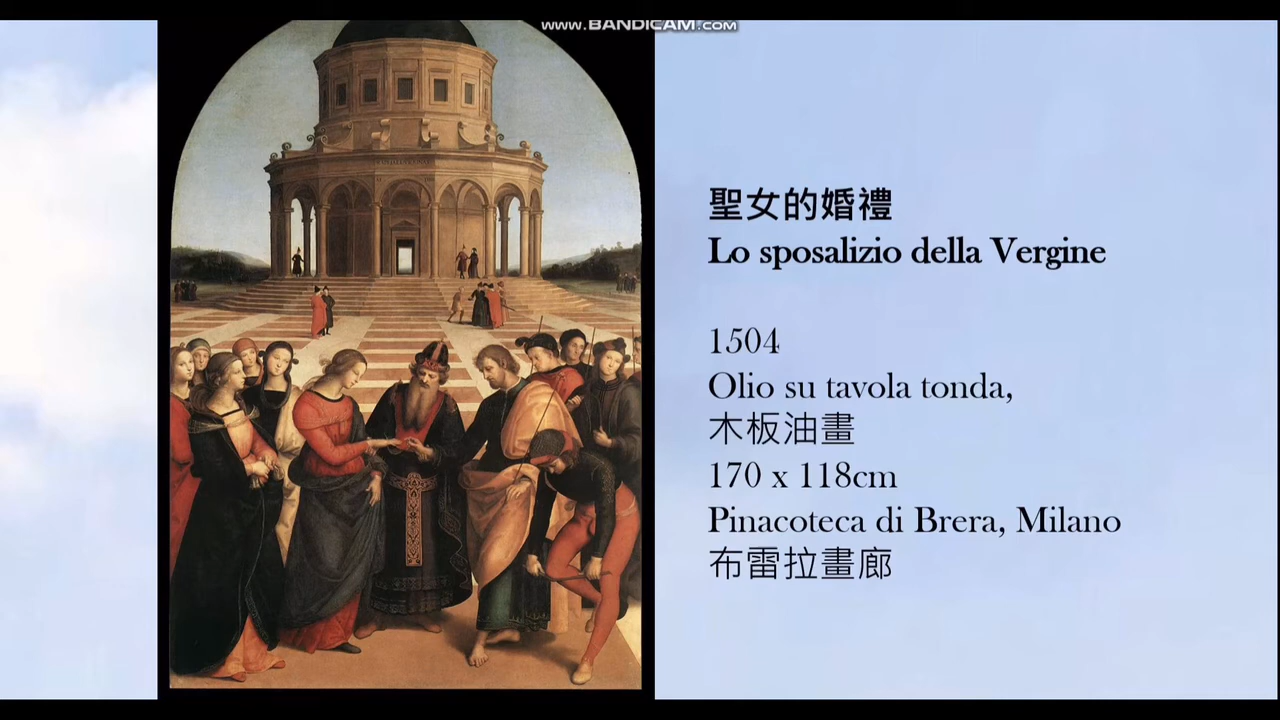 www.BANDICAM.com
聖女的婚禮
Lo sposalizio della Vergine
1504
Olio su tavola tonda,
木板油畫
170 x 118cm
Pinacoteca di Brera, Milano
布雷拉畫廊